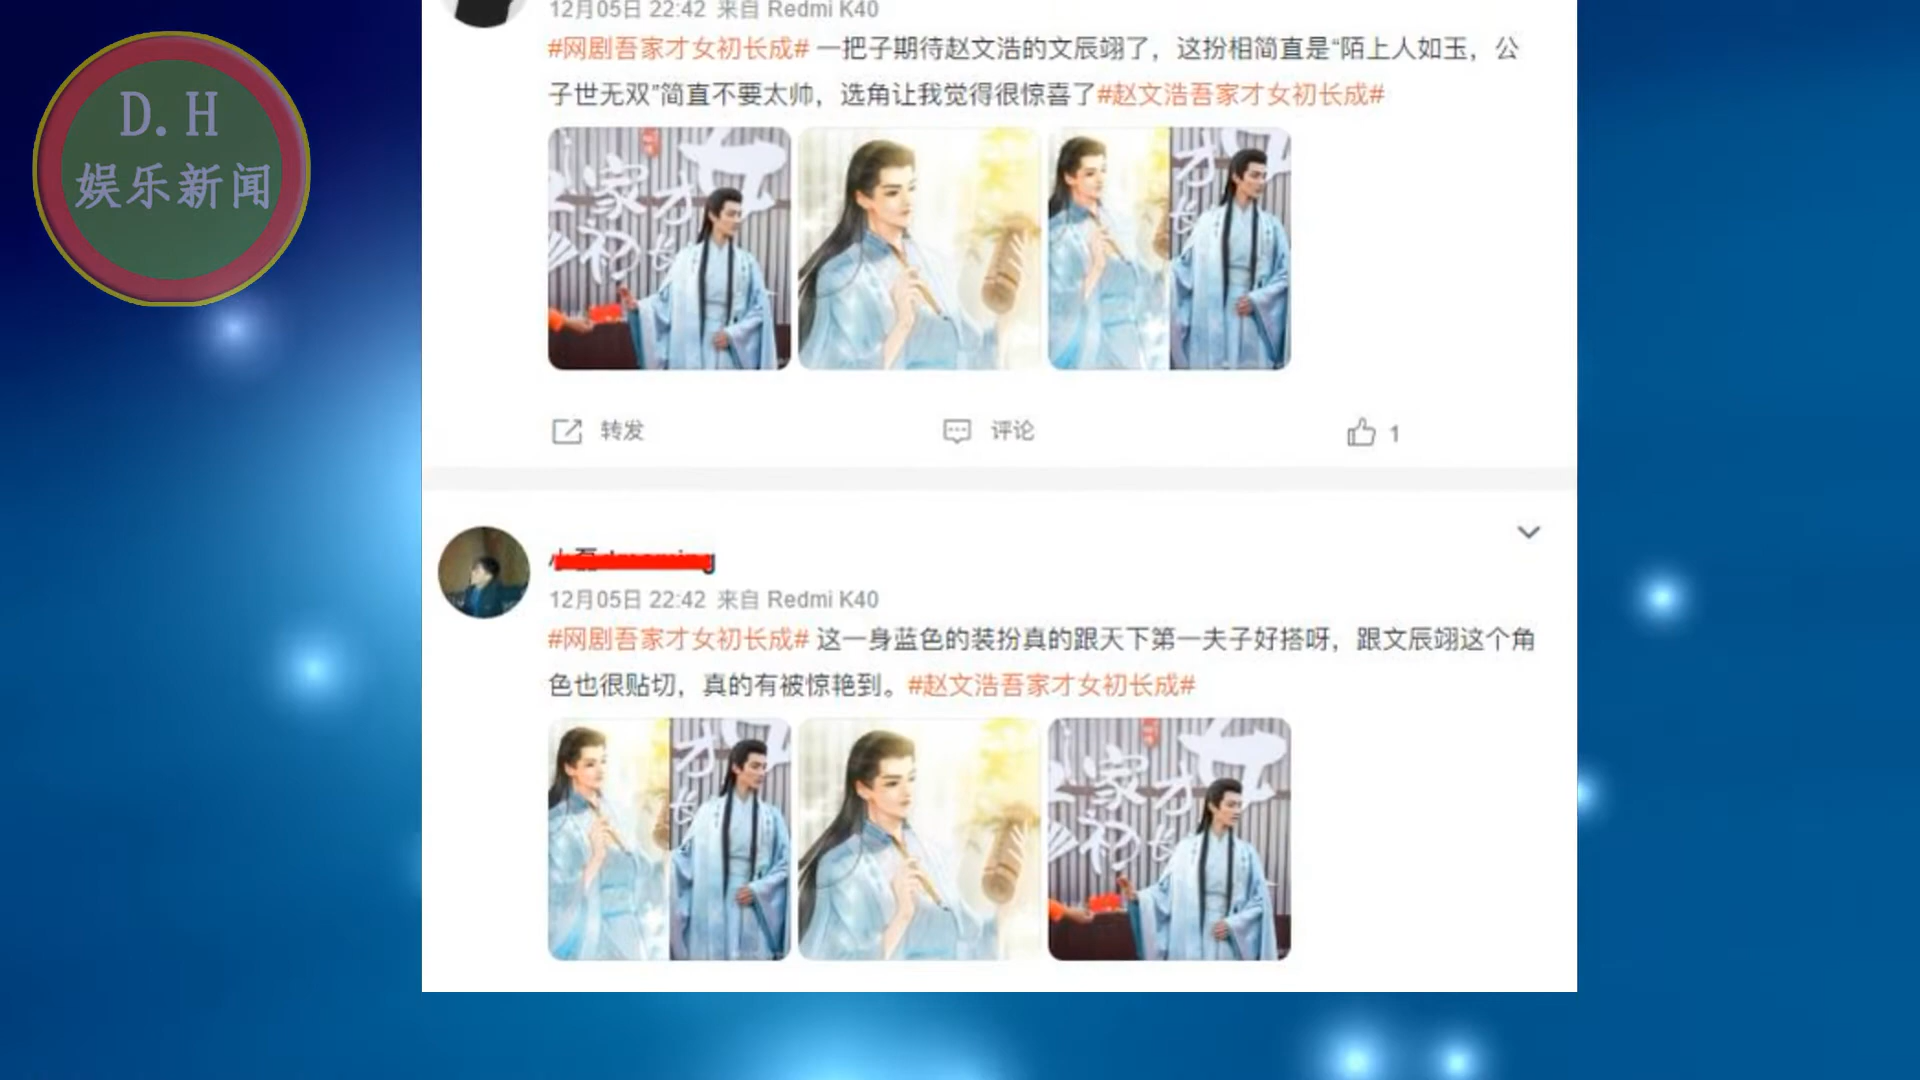 D.H
娱乐新闻
12月05日 22:42 来自 Redmi K40
#网剧吾家才女初长成# 一把子期待赵文浩的文辰翊了，这扮相简直是“陌上人如玉，公
子世无双”简直不要太帅，选角让我觉得很惊喜了#赵文浩吾家才女初长成#
转发
评论
1
12月05日 22:42 来自 Redmi K40
#网剧吾家才女初长成# 这一身蓝色的装扮真的跟天下第一夫子好搭呀，跟文辰翊这个角
色也很贴切，真的有被惊艳到。#赵文浩吾家才女初长成#